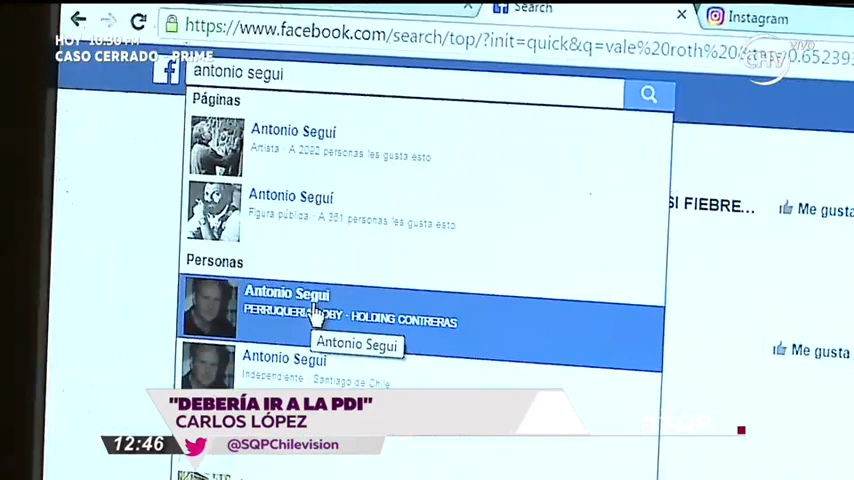 Search
Instagram
https://www.facebook.com/search/top/?init=quick&q=vale%20roth%20
HOY 10:30 PM
CASO CERRADO - PRIME
VIVO
CHV
antonio segui
Páginas
Antonio Seguí
Artista · A 2092 personas les gusta esto
Antonio Seguí
Figura pública · A 361 personas les gusta esto
SI FIEBRE...
Me gusta
Personas
Antonio Segui
PERRUQUERIA - HOLDING CONTRERAS
Antonio Segui
Antonio Segui
Independiente · Santiago de Chile
Me gusta
"DEBERÍA IR A LA PDI"
CARLOS LÓPEZ
12:46
@SQPChilevision